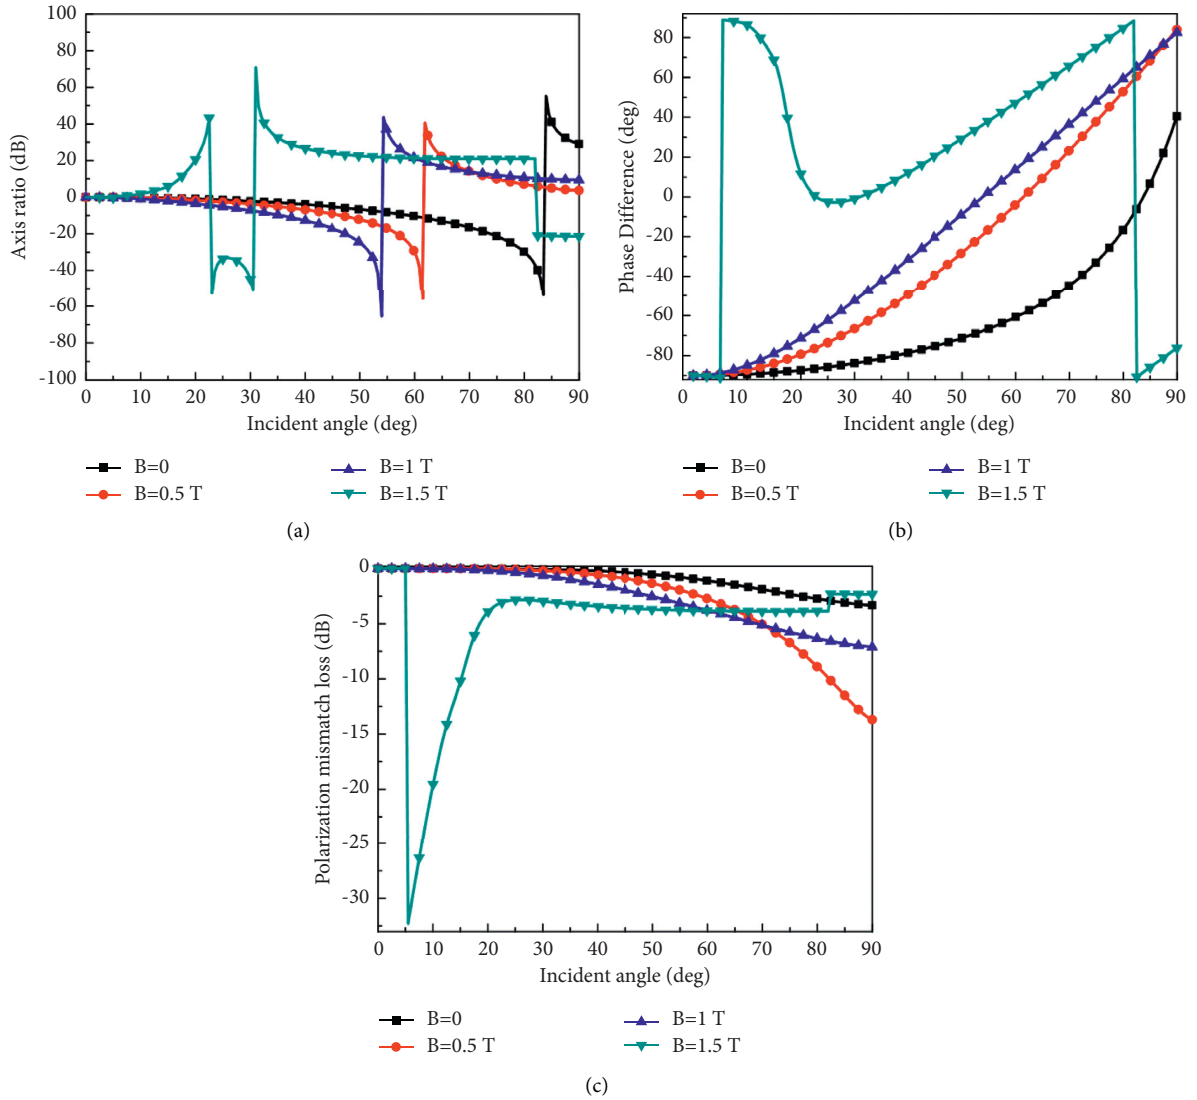 100
80
60
40
20
0
-20
-40
-60
-80
-100
Axis ratio (dB)
0 10 20 30 40 50 60 70 80 90
Incident angle (deg)
B=0
B=0.5 T
B=1 T
B=1.5 T
(a)
80
60
40
20
0
-20
-40
-60
-80
Phase Difference (deg)
0 10 20 30 40 50 60 70 80 90
Incident angle (deg)
B=0
B=0.5 T
B=1 T
B=1.5 T
(b)
0
-5
-10
-15
-20
-25
-30
Polarization mismatch loss (dB)
0 10 20 30 40 50 60 70 80 90
Incident angle (deg)
B=0
B=0.5 T
B=1 T
B=1.5 T
(c)